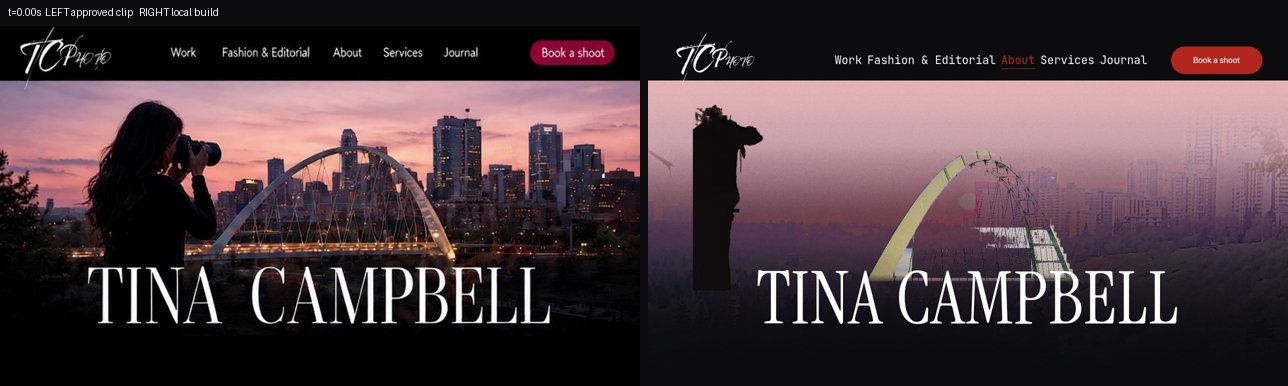 t=0.00s LEFT approved clip RIGHT local build
TCPHOTO Work Fashion & Editorial About Services Journal Book a shoot
TINA CAMPBELL
TCPHOTO Work Fashion & Editorial About Services Journal Book a shoot
TINA CAMPBELL